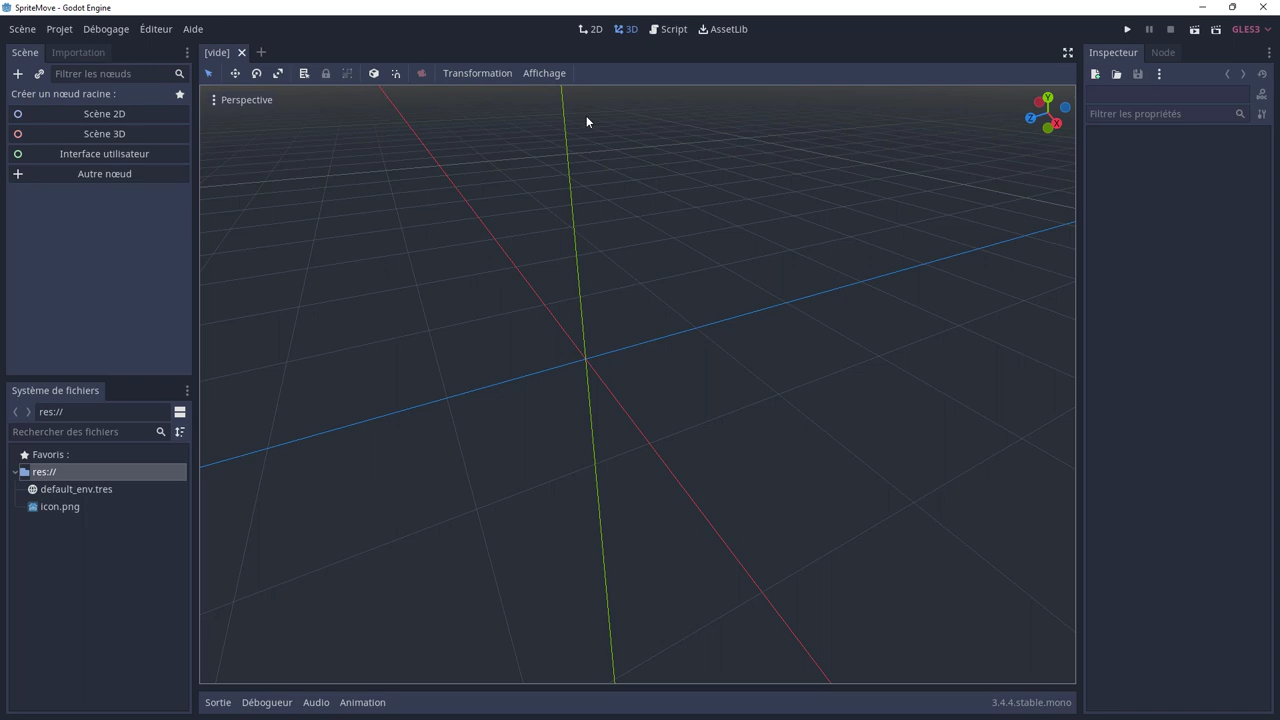 SpriteMove - Godot Engine
Scène Projet Débogage Éditeur Aide
2D 3D Script AssetLib
GLES3
Scène Importation
[vide]
Inspecteur Node
Filtrer les nœuds
Transformation Affichage
Créer un nœud racine :
Perspective
Scène 2D
Scène 3D
Interface utilisateur
Autre nœud
Y
Z
X
Filtrer les propriétés
Système de fichiers
res://
Rechercher des fichiers
Favoris :
res://
default_env.tres
icon.png
Sortie Débogueur Audio Animation
3.4.4.stable.mono